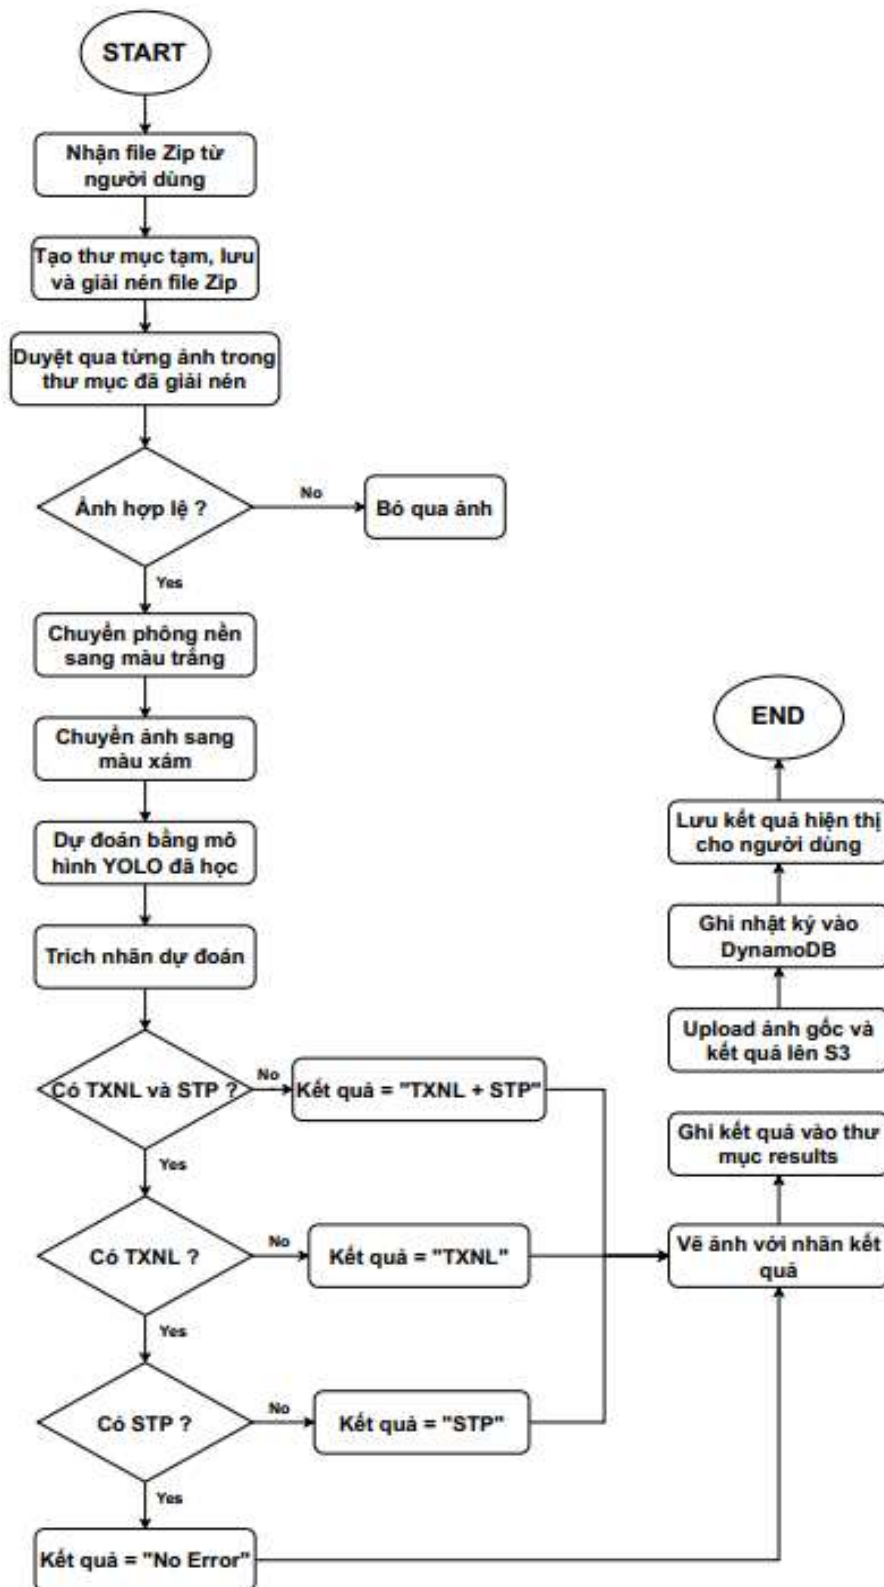 START
Nhận file Zip từ
người dùng
Tạo thư mục tạm, lưu
và giải nén file Zip
Duyệt qua từng ảnh trong
thư mục đã giải nén
Ảnh hợp lệ ?
No
Bỏ qua ảnh
Yes
Chuyển phông nền
sang màu trắng
Chuyển ảnh sang
màu xám
Dự đoán bằng mô
hình YOLO đã học
Trích nhãn dự đoán
Có TXNL và STP ?
No
Kết quả = "TXNL + STP"
Yes
Có TXNL ?
No
Kết quả = "TXNL"
Yes
Có STP ?
No
Kết quả = "STP"
Yes
Kết quả = "No Error"
Vẽ ảnh với nhãn kết
quả
Ghi kết quả vào thư
mục results
Upload ảnh gốc và
kết quả lên S3
Ghi nhật ký vào
DynamoDB
Lưu kết quả hiện thị
cho người dùng
END